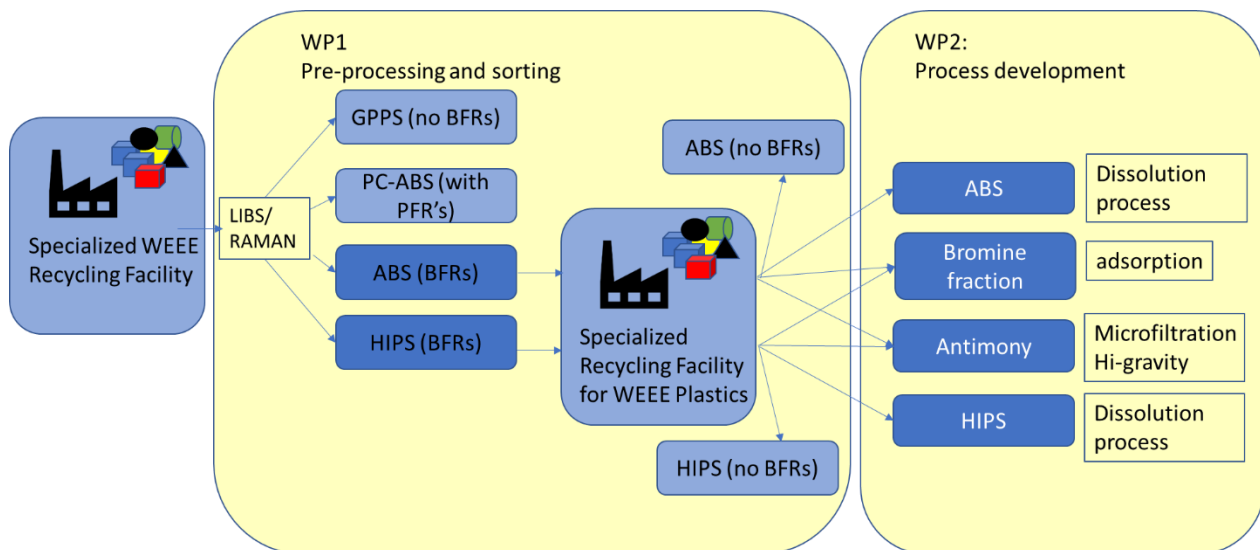 WP1
Pre-processing and sorting
WP2:
Process development
Specialized WEEE
Recycling Facility
LIBS/
RAMAN
GPPS (no BFRs)
PC-ABS (with
PFR's)
ABS (BFRs)
HIPS (BFRs)
Specialized
Recycling Facility
for WEEE Plastics
ABS (no BFRs)
HIPS (no BFRs)
ABS
Dissolution
process
Bromine
fraction
adsorption
Antimony
Microfiltration
Hi-gravity
HIPS
Dissolution
process